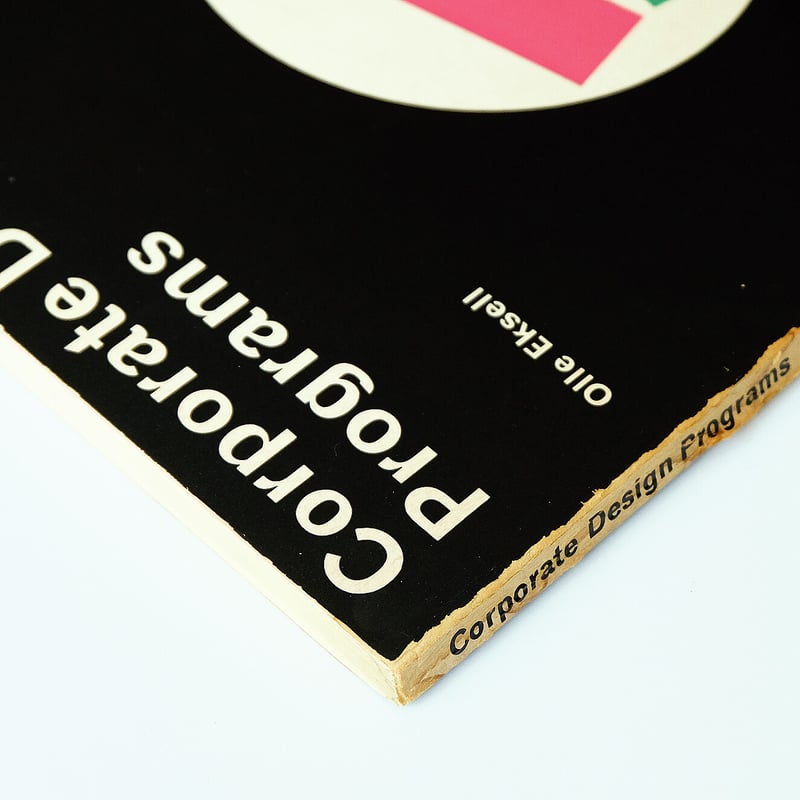 Olle Eksell
Corporate D
Programs
Corporate Design Programs